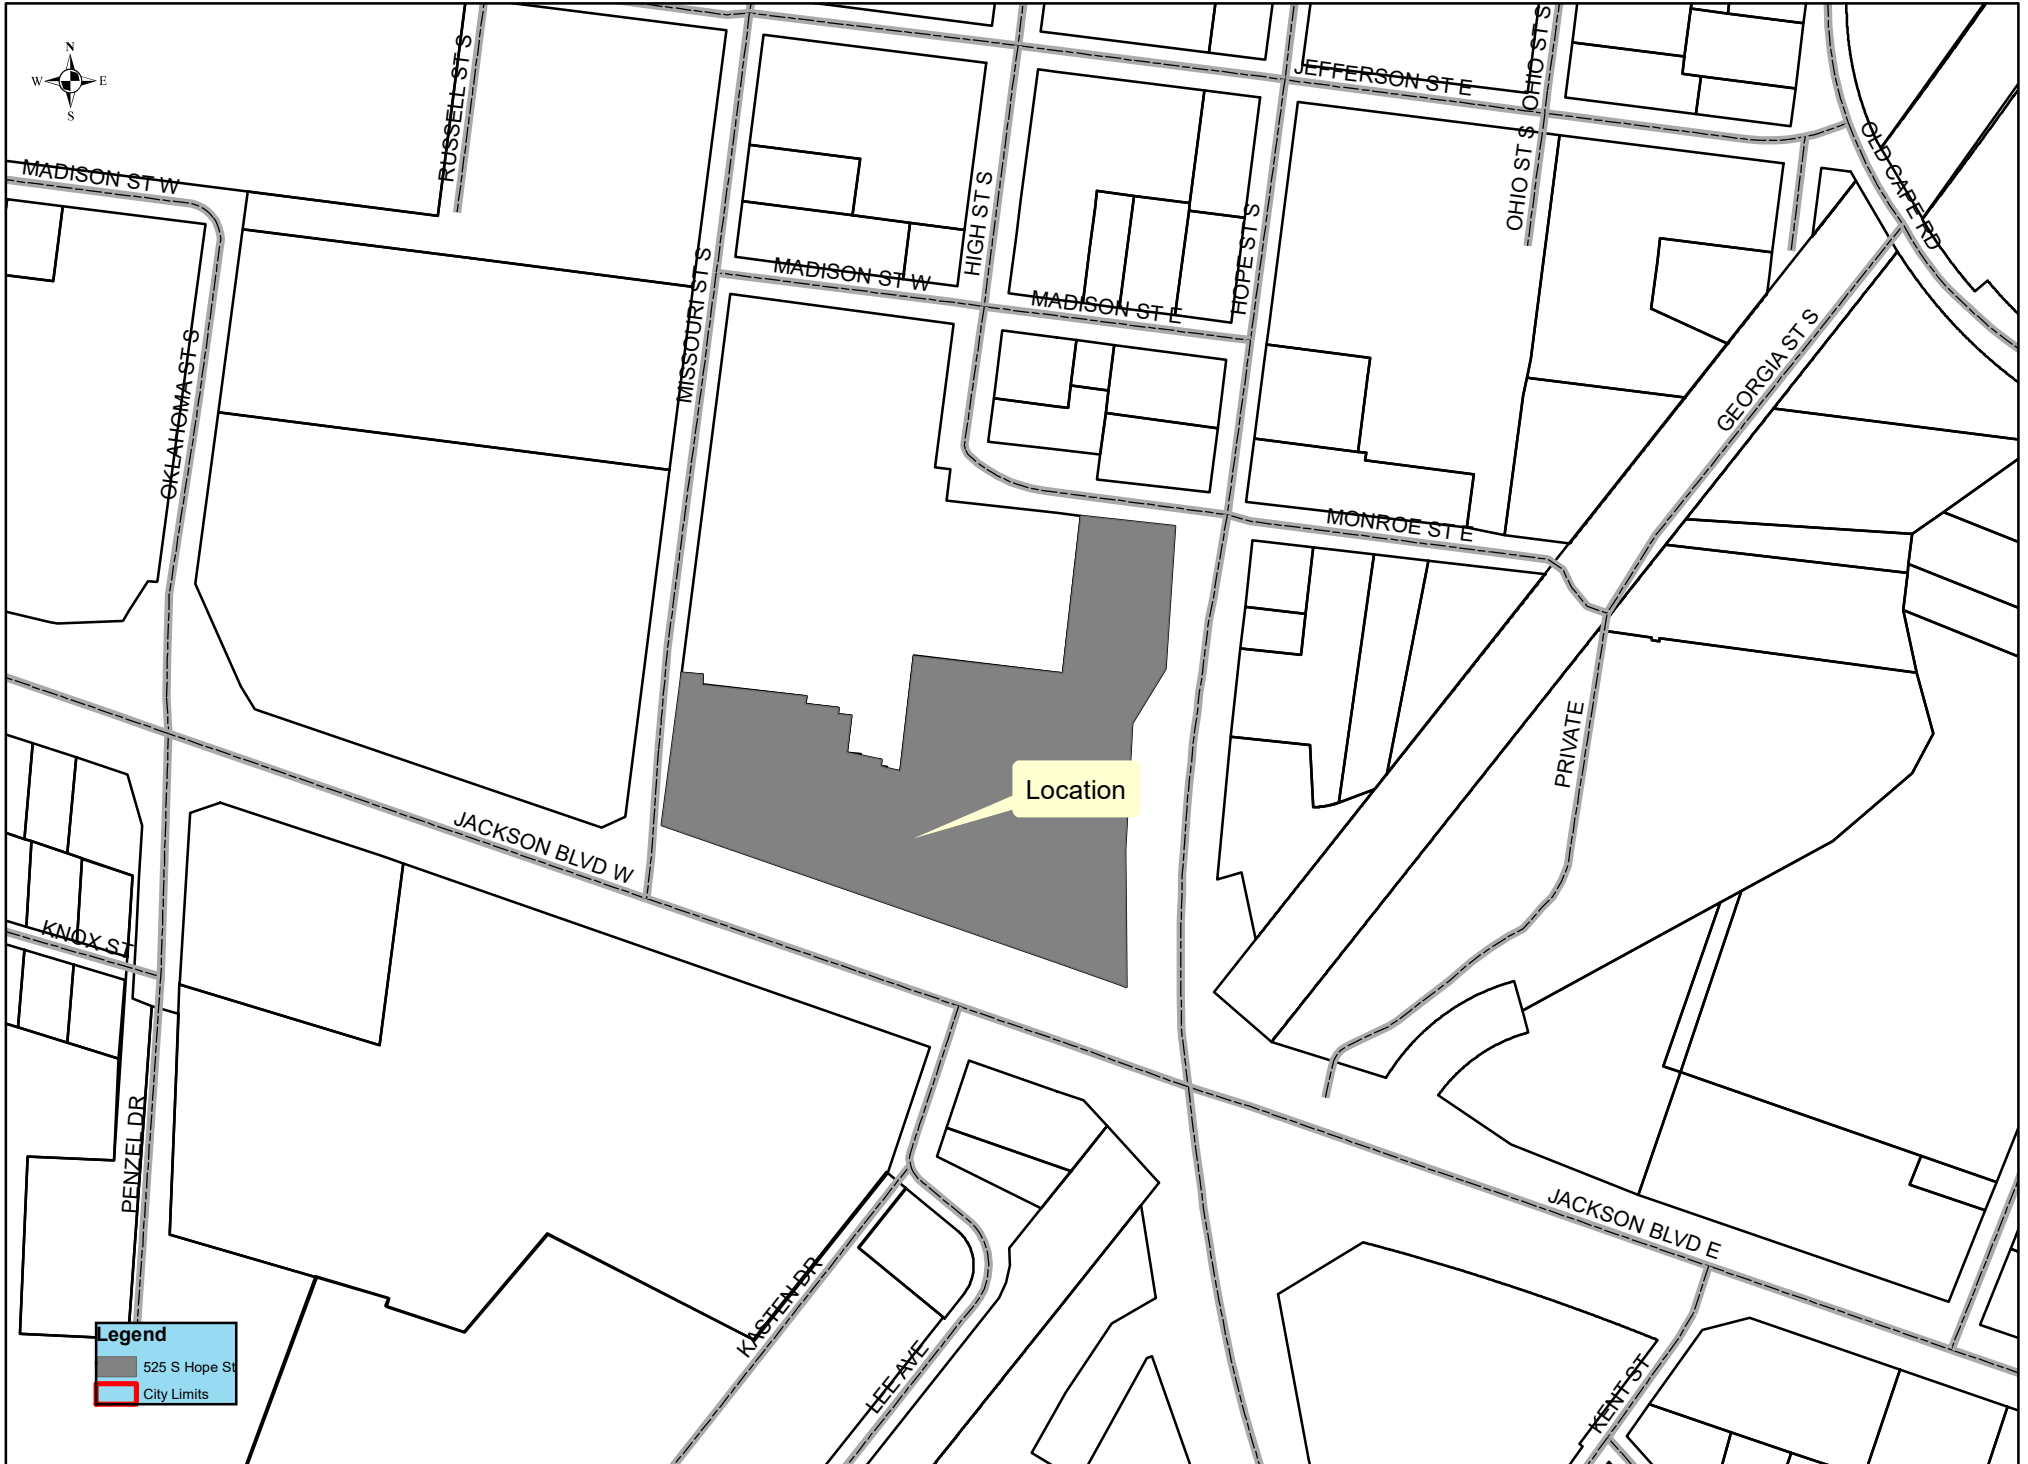 N
W E
S
RUSSELL ST S
MADISON ST W
JEFFERSON ST E
OHIO ST S
OHIO ST S
OLD CAPE RD
HIGH ST S
HOPE ST S
MISSOURI ST S
MADISON ST W
MADISON ST E
OKLAHOMA ST S
GEORGIA ST S
MONROE ST E
PRIVATE
Location
JACKSON BLVD W
KNOX ST
PENZEL DR
JACKSON BLVD E
KASTEN DR
LEE AVE
KENT ST
Legend
525 S Hope St
City Limits